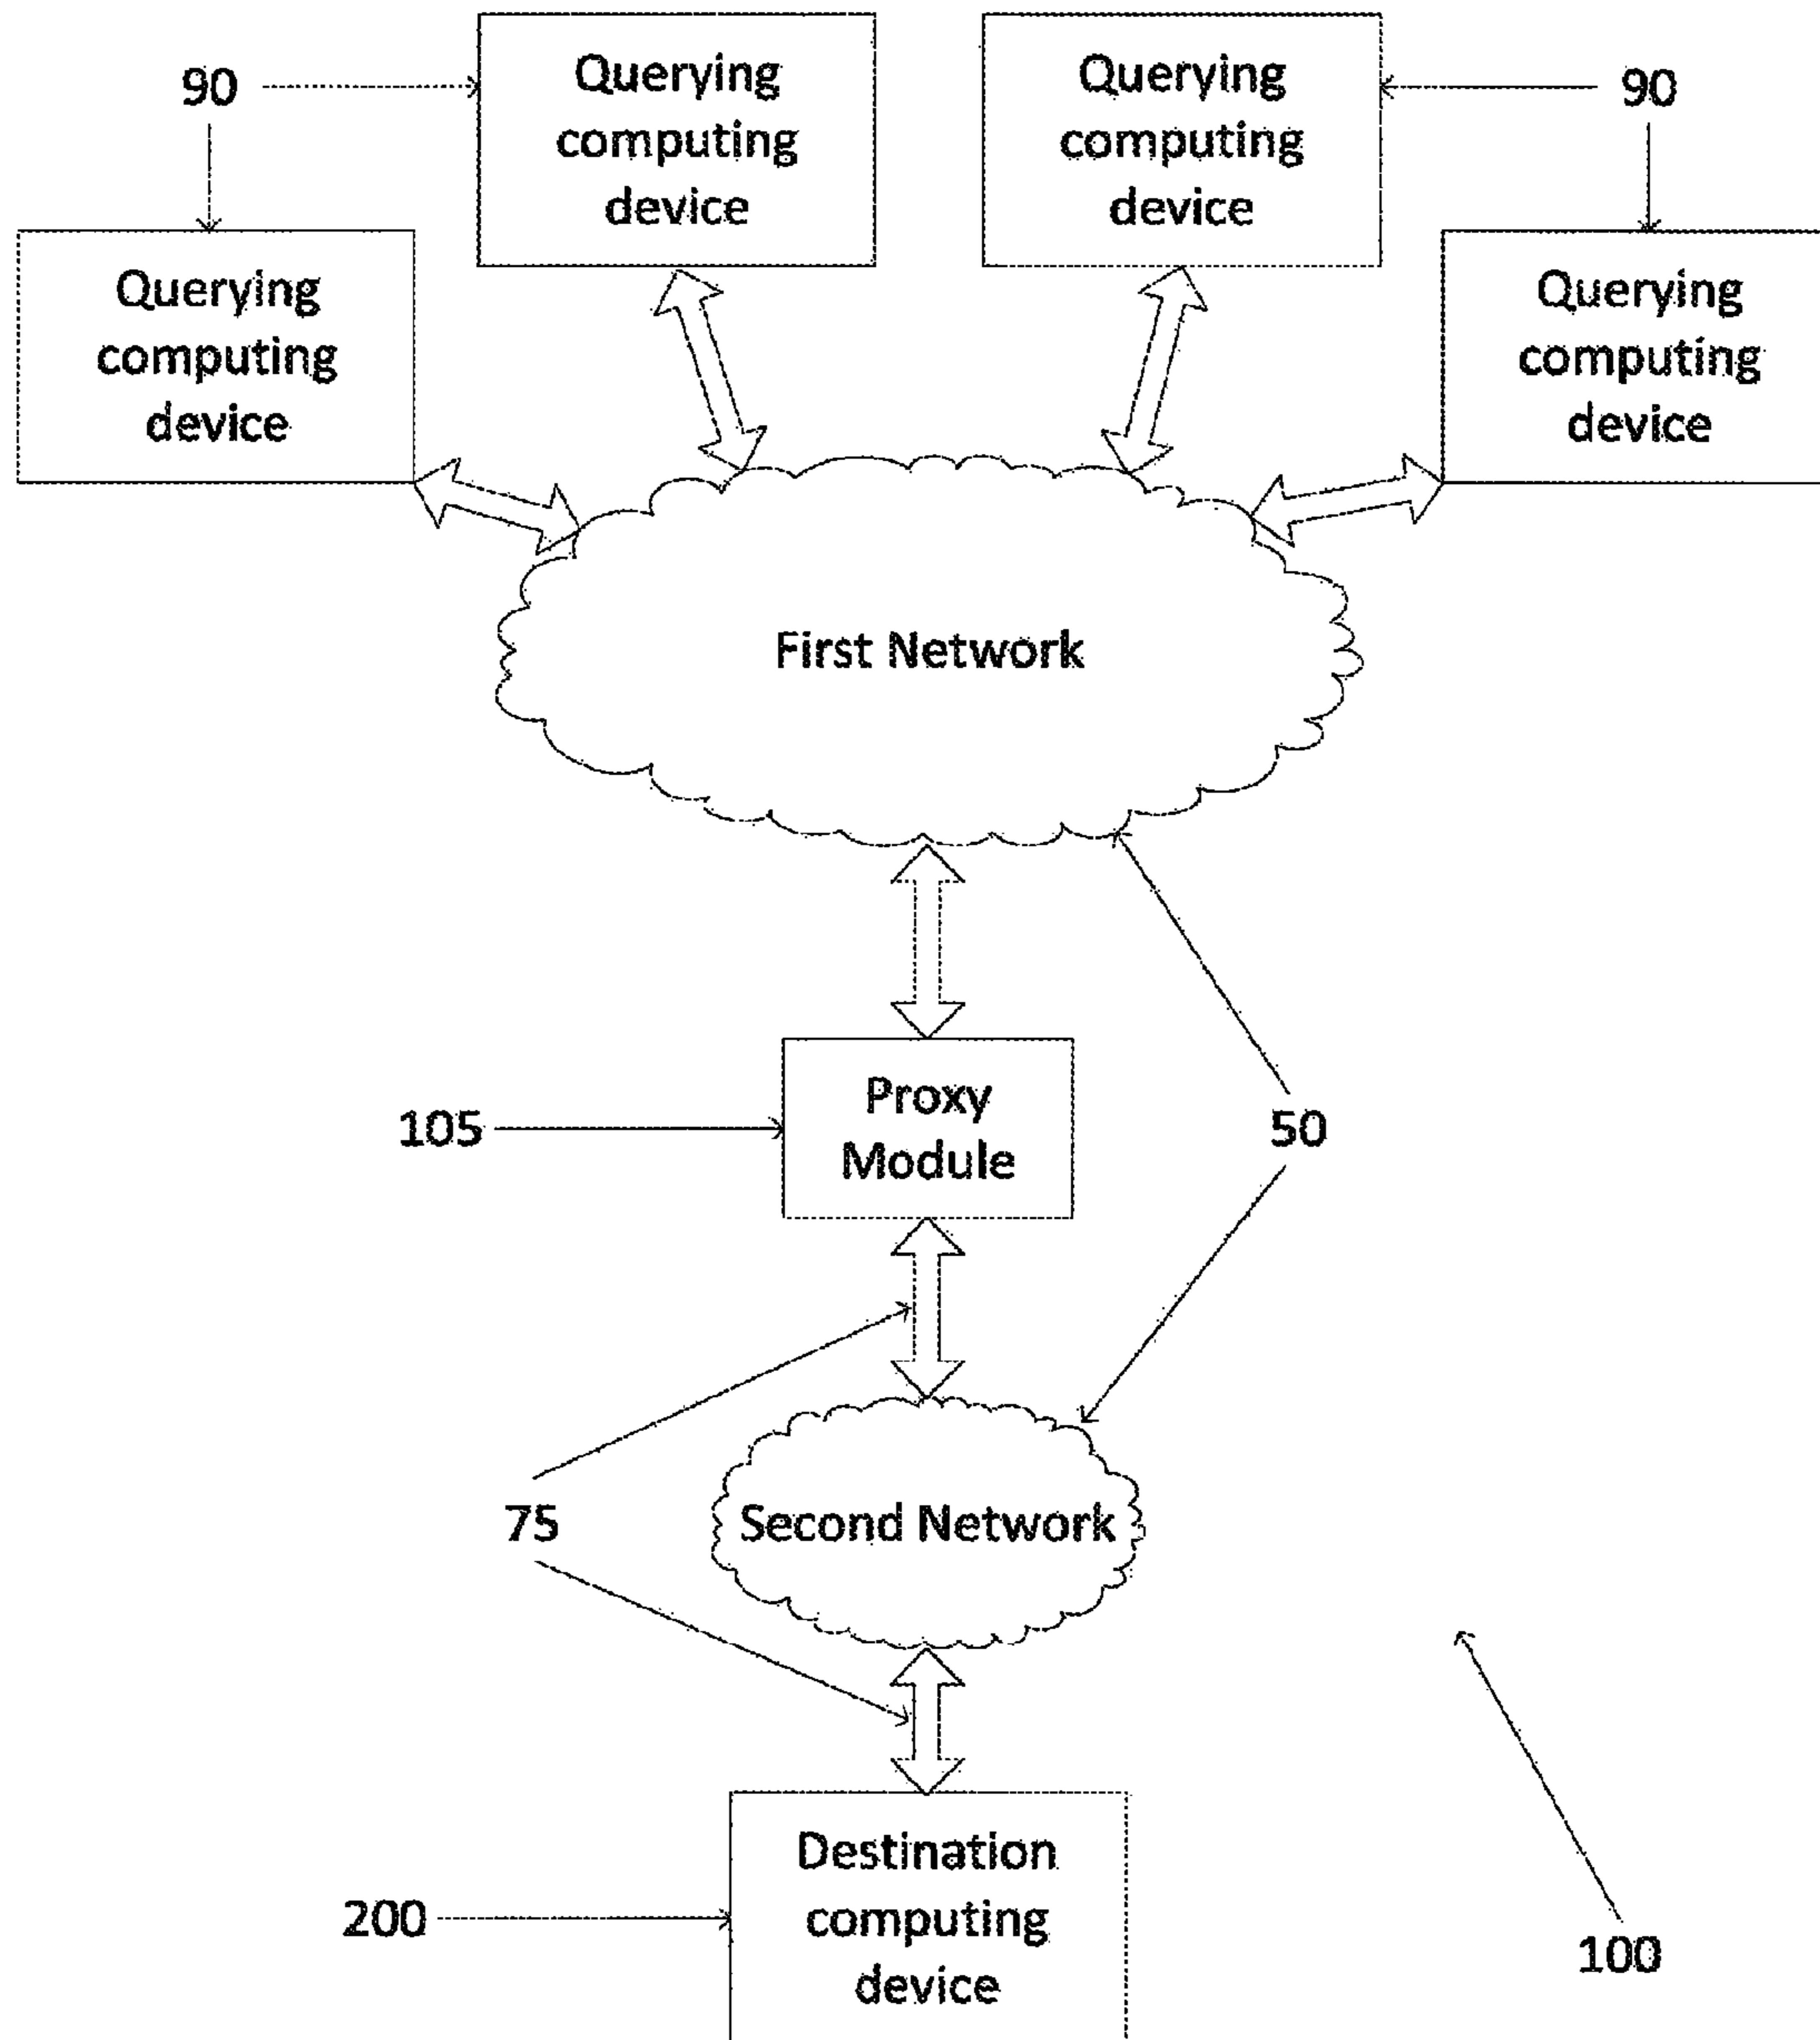 90
Querying
computing
device
Querying
computing
device
90
Querying
computing
device
Querying
computing
device
First Network
105
Proxy
Module
50
75
Second Network
200
Destination
computing
device
100